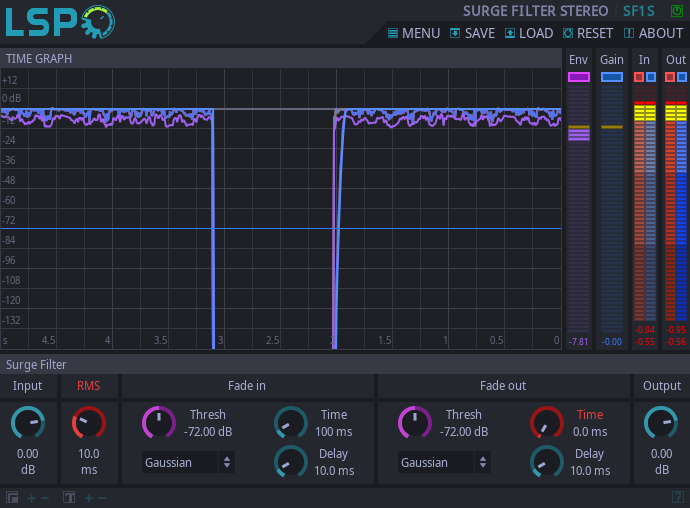 LSP
SURGE FILTER STEREO SF1S
MENU SAVE LOAD RESET ABOUT
TIME GRAPH
Env Gain In Out
+12
0 dB
-24
-36
-48
-60
-72
-84
-96
-108
-120
-132
s 4.5 4 3.5 3 2.5 2 1.5 1 0.5 0
-7.81 -0.00 -0.94 -0.55 -0.95 -0.56
Surge Filter
Input RMS Fade in Fade out Output
Thresh Time Thresh Time
-72.00 dB 100 ms -72.00 dB 0.0 ms
0.00 dB 10.0 ms Gaussian Delay 10.0 ms Gaussian Delay 10.0 ms 0.00 dB
T ?